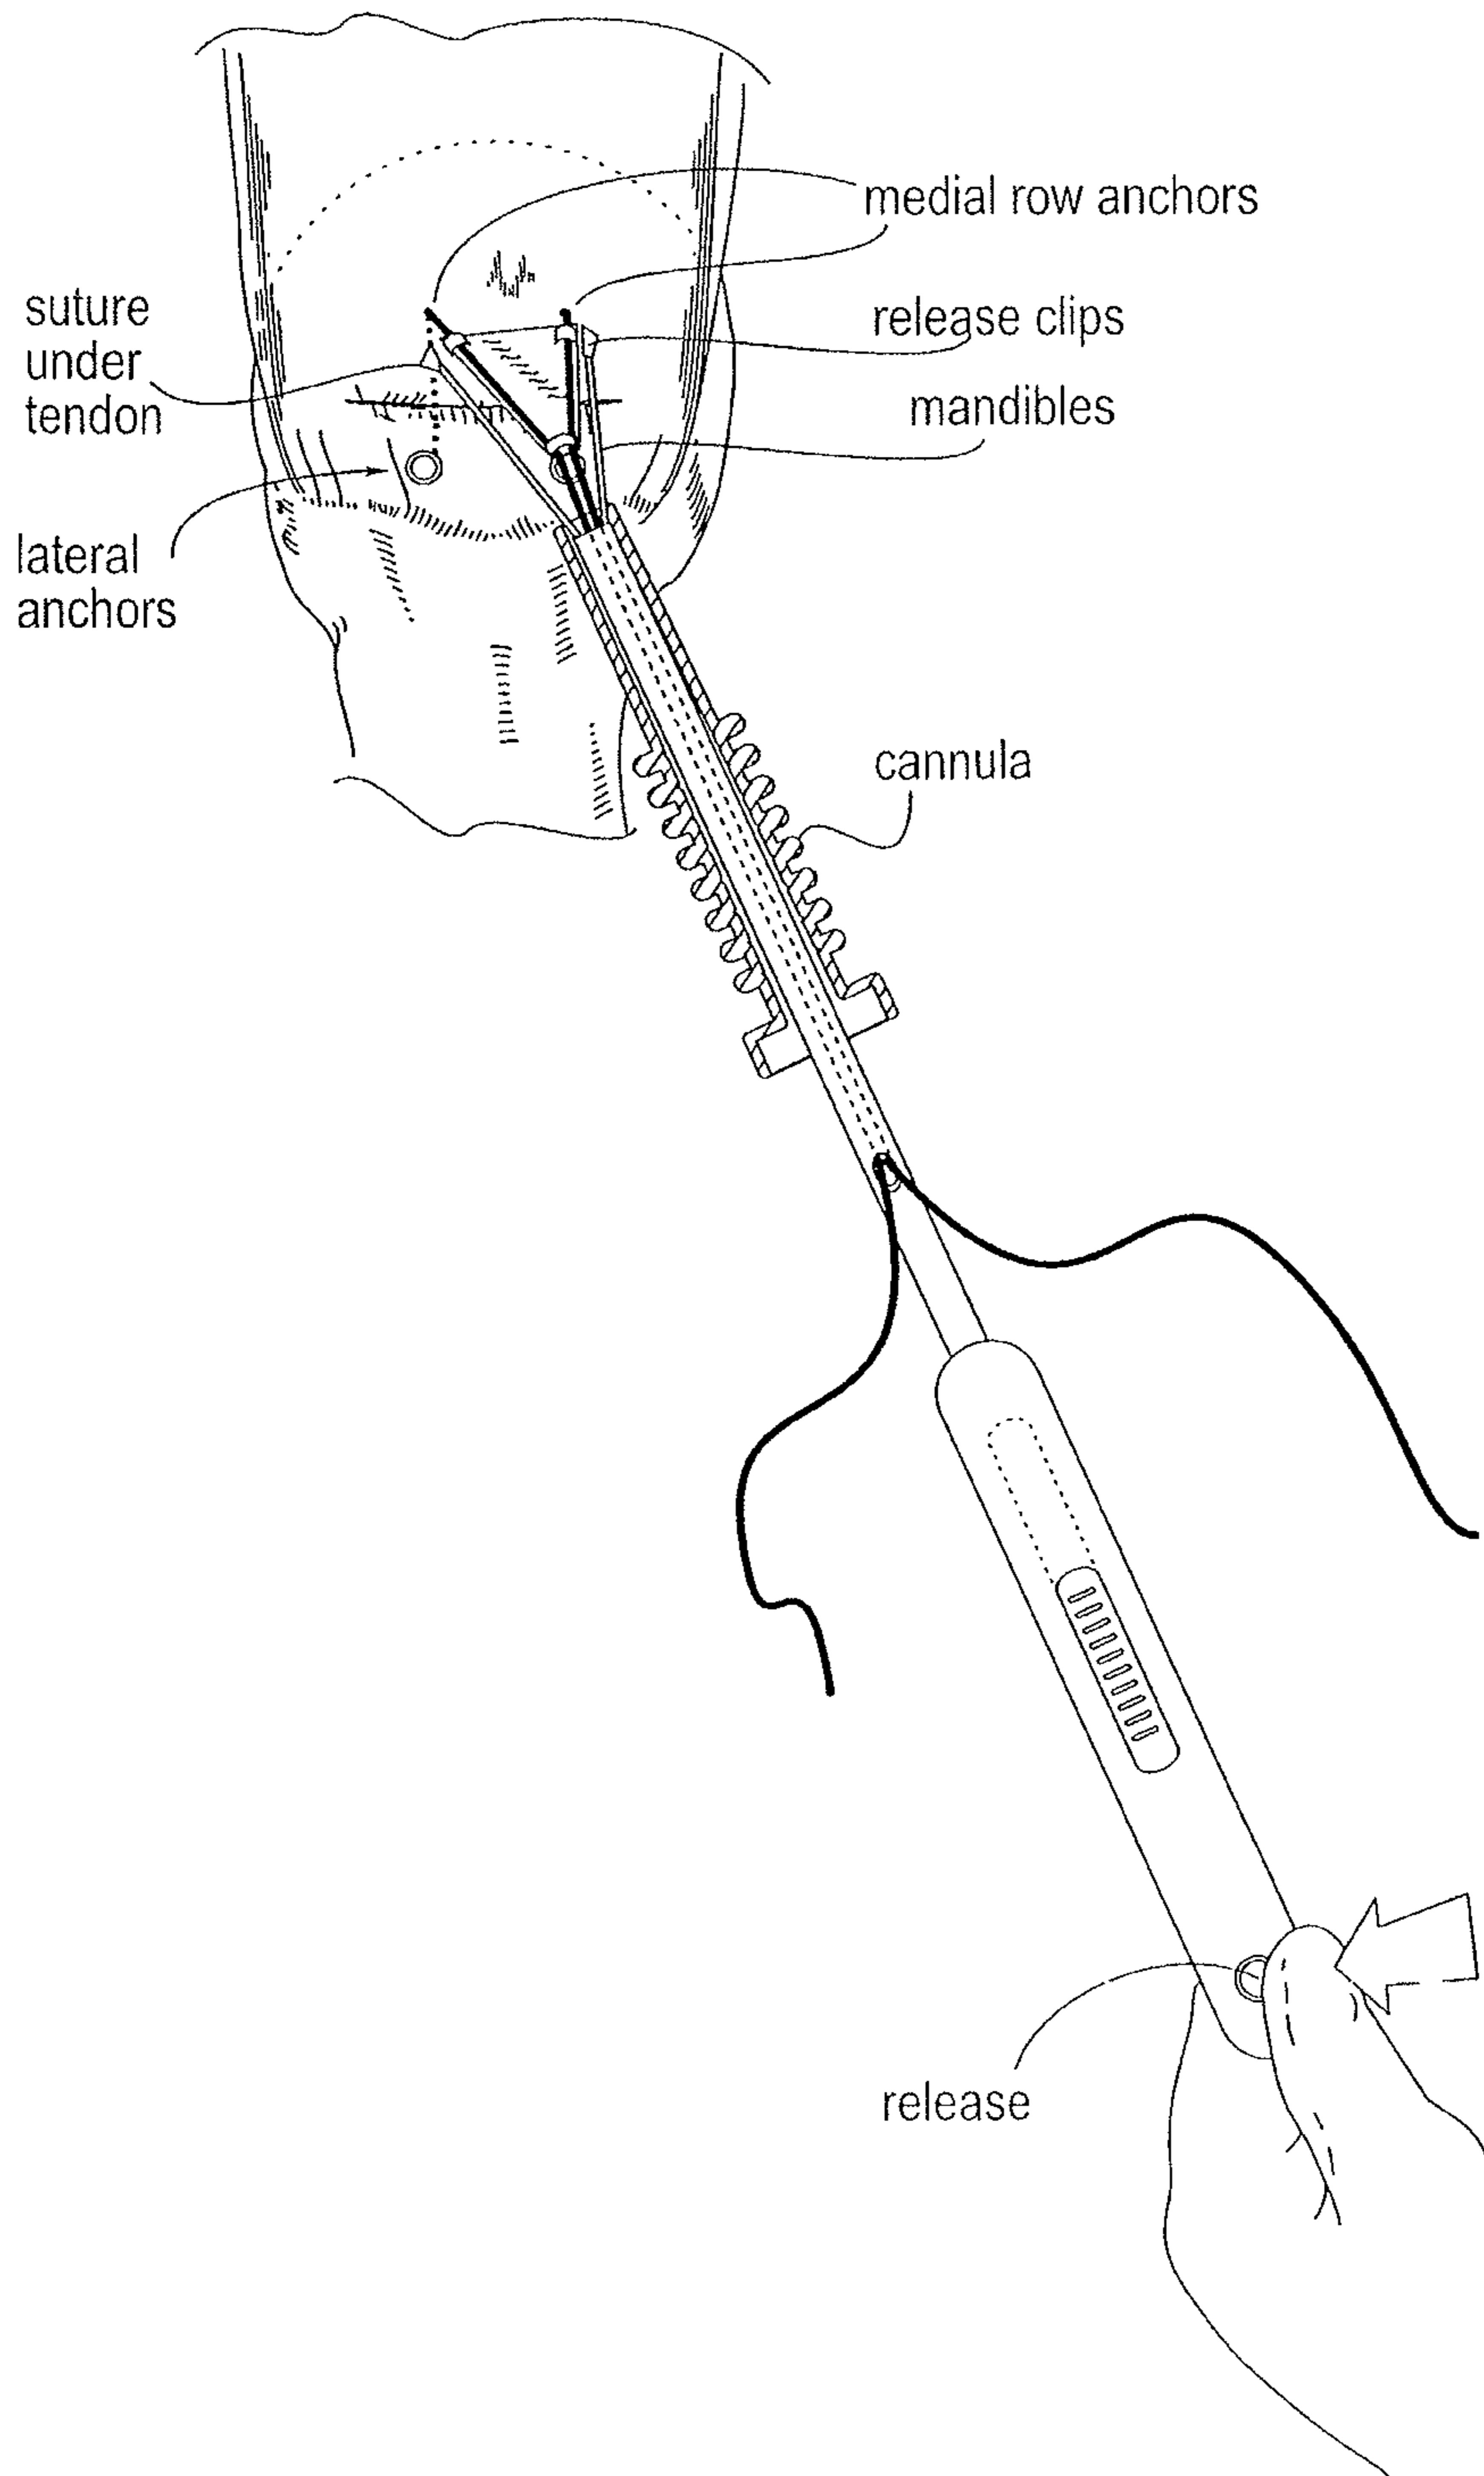 medial row anchors
suture
under
tendon
release clips
mandibles
lateral
anchors
cannula
release